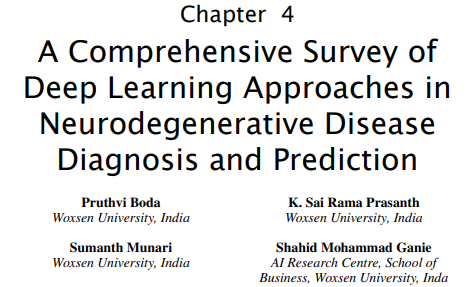 Chapter 4
A Comprehensive Survey of
Deep Learning Approaches in
Neurodegenerative Disease
Diagnosis and Prediction
Pruthvi Boda
Woxsen University, India
K. Sai Rama Prasanth
Woxsen University, India
Sumanth Munari
Woxsen University, India
Shahid Mohammad Ganie
AI Research Centre, School of
Business, Woxsen University, Inda